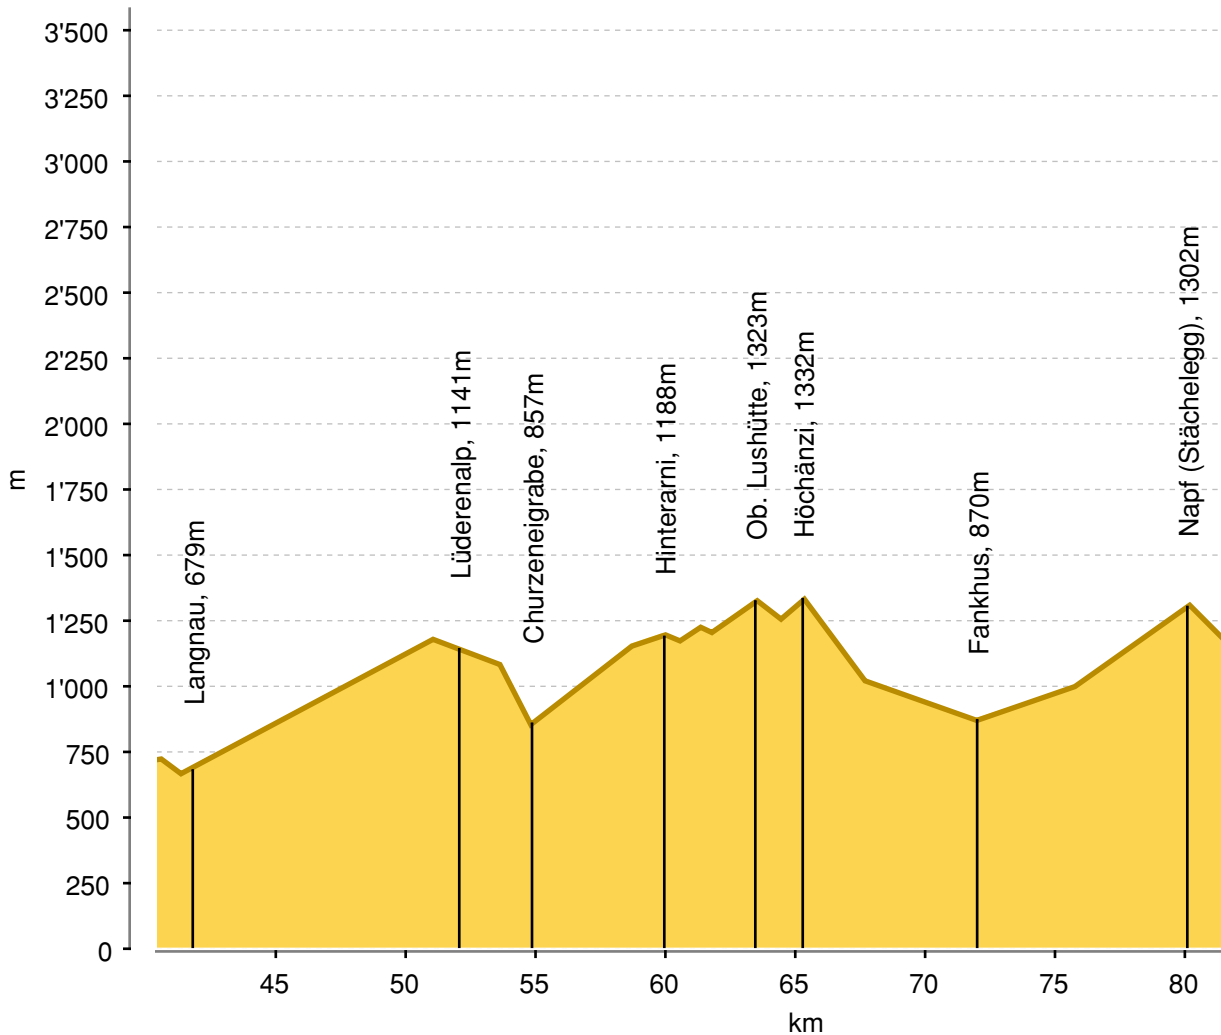 3'500
3'250
3'000
2'750
2'500
2'250
2'000
1'750
1'500
1'250
1'000
750
500
250
0
m
Langnau, 679m
Lüderenalp, 1141m
Churzeneigrabe, 857m
Hinterarni, 1188m
Ob. Lushütte, 1323m
Höchänzi, 1332m
Fankhus, 870m
Napf (Stächelegg), 1302m
45
50
55
60
65
70
75
80
km